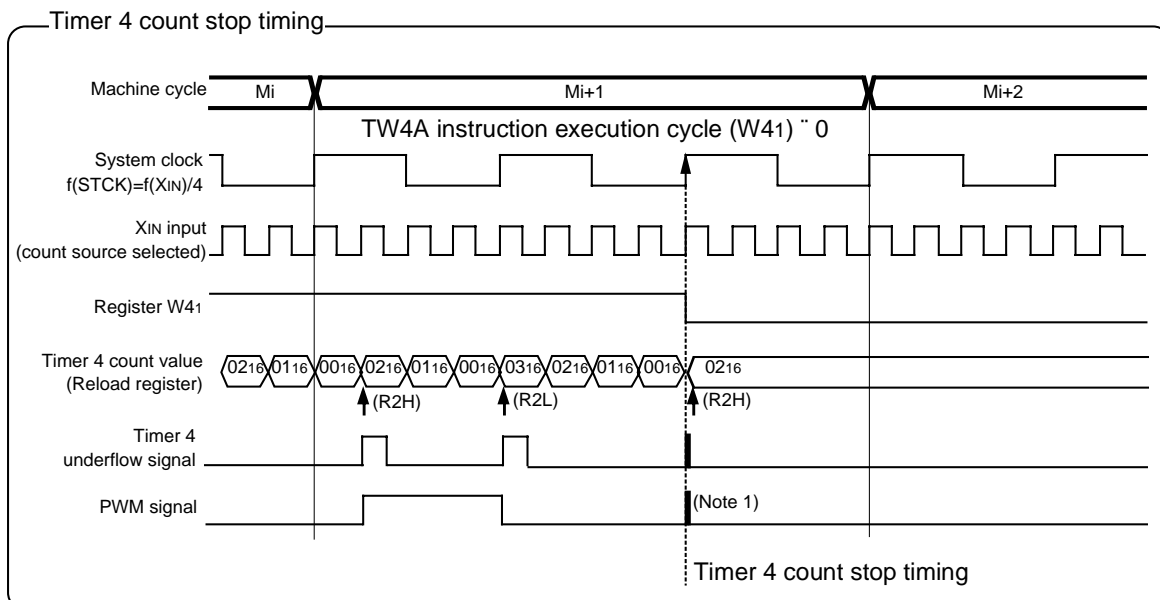 Timer 4 count stop timing
Machine cycle Mi Mi+1 Mi+2
TW4A instruction execution cycle (W41) ¨ 0
System clock
f(STCK)=f(XIN)/4
XIN input
(count source selected)
Register W41
Timer 4 count value
(Reload register)
0216 0116 0016 0216 0116 0016 0316 0216 0116 0016 0216
(R2H) (R2L) (R2H)
Timer 4
underflow signal
PWM signal (Note 1)
Timer 4 count stop timing